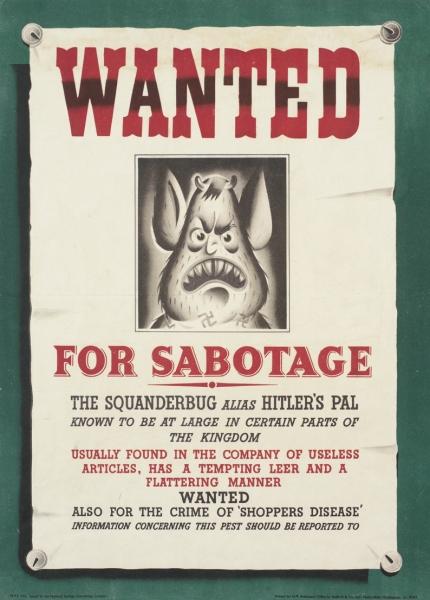 WANTED
FOR SABOTAGE
THE SQUANDERBUG ALIAS HITLER'S PAL
KNOWN TO BE AT LARGE IN CERTAIN PARTS OF
THE KINGDOM
USUALLY FOUND IN THE COMPANY OF USELESS
ARTICLES, HAS A TEMPTING LEER AND A
FLATTERING MANNER
WANTED
ALSO FOR THE CRIME OF 'SHOPPERS DISEASE'
INFORMATION CONCERNING THIS PEST SHOULD BE REPORTED TO